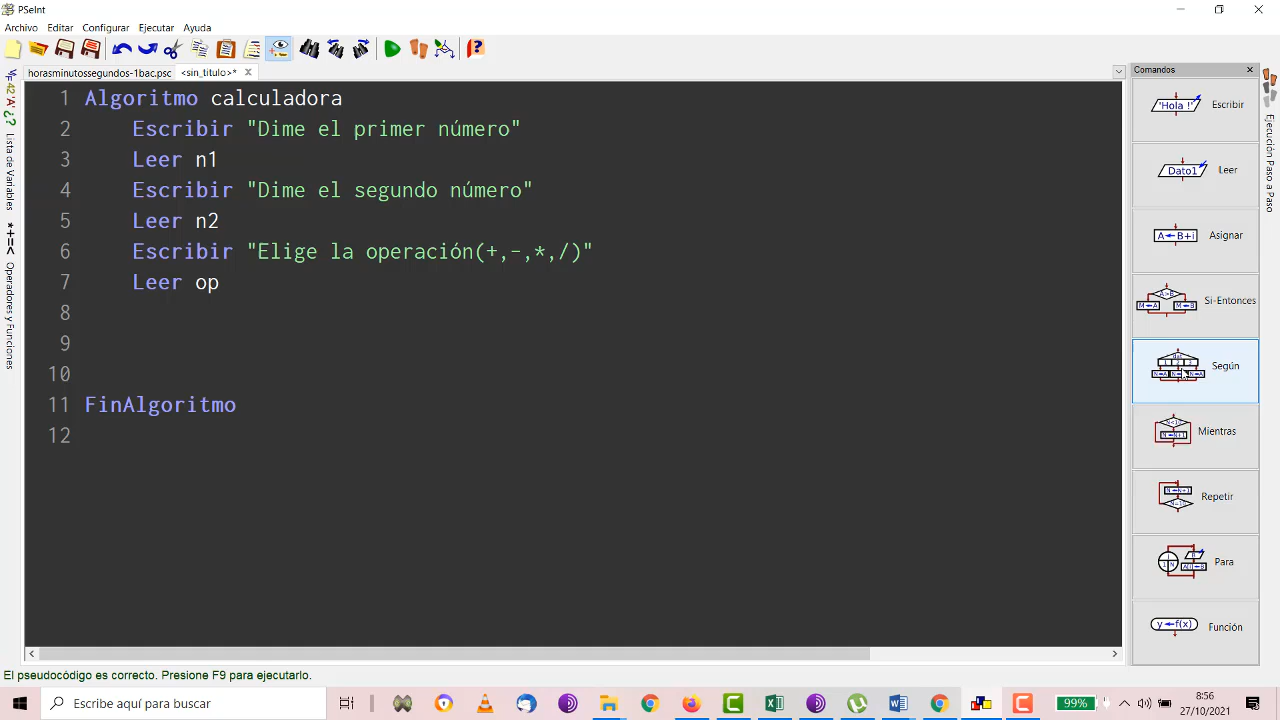 PSeInt
Archivo Editar Configurar Ejecutar Ayuda
horasminutossegundos-1bac.psc <sin_titulo>*
Lista de Variables
Operadores y Funciones
1 Algoritmo calculadora
2 Escribir "Dime el primer número"
3 Leer n1
4 Escribir "Dime el segundo número"
5 Leer n2
6 Escribir "Elige la operación(+,-,*,/)"
7 Leer op
8
9
10
11 FinAlgoritmo
12
Comandos
'Hola !' Escribir
Dato1 Leer
A←B+i Asignar
A>B M←A M←B Si-Entonces
Según
Mientras
Repetir
Para
y←f(x) Función
Ejecución Paso a Paso
El pseudocódigo es correcto. Presione F9 para ejecutarlo.
Escribe aquí para buscar
99%
8:56
27/10/2021